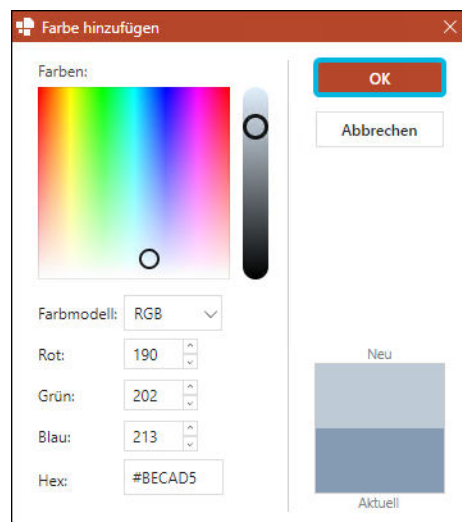 Farbe hinzufügen
Farben:
OK
Abbrechen
Farbmodell: RGB
Rot: 190
Grün: 202
Blau: 213
Hex: #BECAD5
Neu
Aktuell